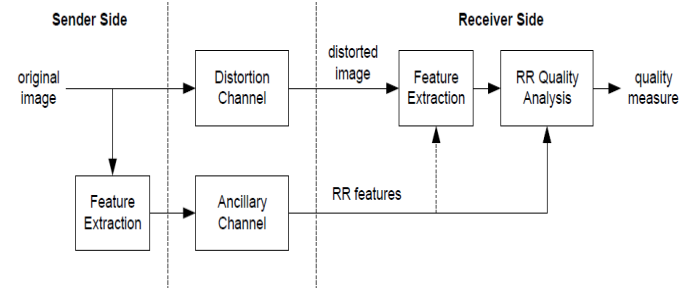 Sender Side
Receiver Side
original
image
Distortion
Channel
distorted
image
Feature
Extraction
RR Quality
Analysis
quality
measure
Feature
Extraction
Ancillary
Channel
RR features